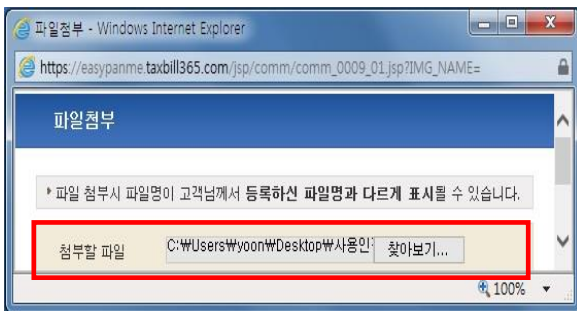 파일첨부 - Windows Internet Explorer
https://easypanme.taxbill365.com/jsp/comm/comm_0009_01.jsp?IMG_NAME=
파일첨부
파일 첨부시 파일명이 고객님께서 등록하신 파일명과 다르게 표시될 수 있습니다.
첨부할 파일 C:₩Users₩yoon₩Desktop₩사용인 찾아보기...
100%